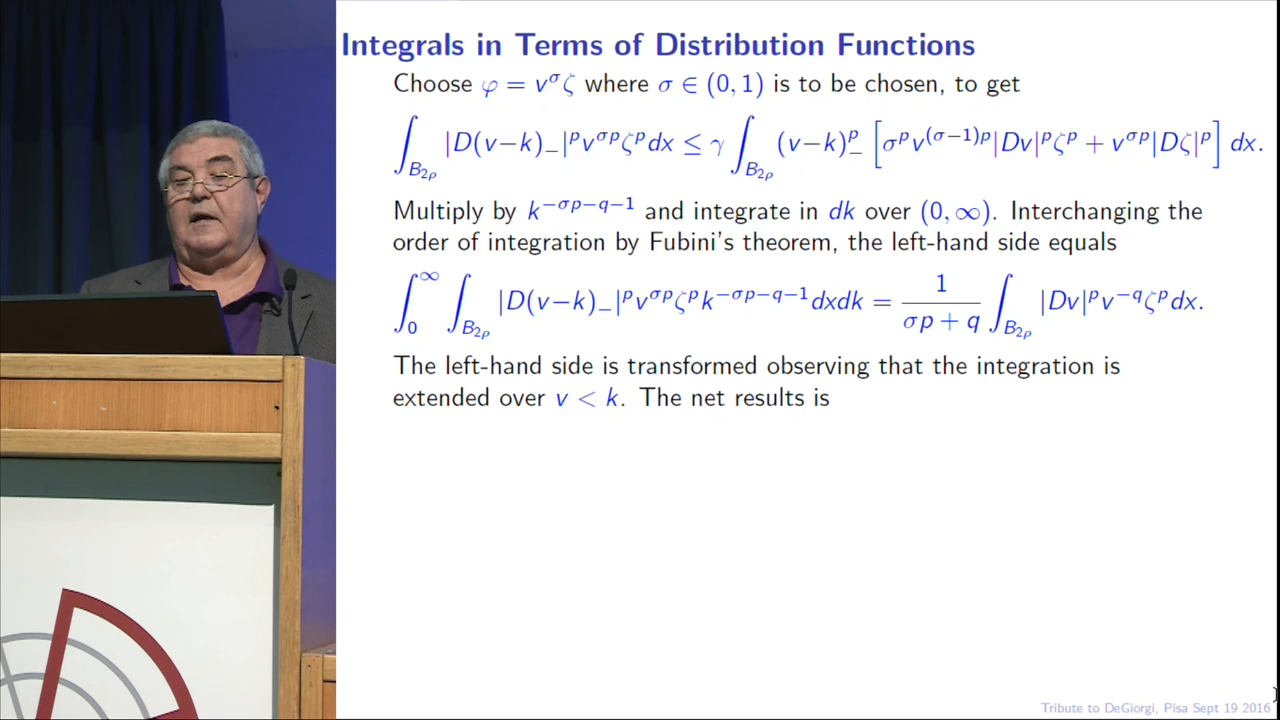 Integrals in Terms of Distribution Functions
Choose φ = v^σζ where σ ∈ (0, 1) is to be chosen, to get
∫_{B_{2ρ}} |D(v−k)_−|^p v^{σp} ζ^p dx ≤ γ ∫_{B_{2ρ}} (v−k)_−^p [σ^p v^{(σ−1)p} |Dv|^p ζ^p + v^{σp} |Dζ|^p] dx.
Multiply by k^{−σp−q−1} and integrate in dk over (0, ∞). Interchanging the
order of integration by Fubini's theorem, the left-hand side equals
∫_0^∞ ∫_{B_{2ρ}} |D(v−k)_−|^p v^{σp} ζ^p k^{−σp−q−1} dxdk = 1/(σp + q) ∫_{B_{2ρ}} |Dv|^p v^{−q} ζ^p dx.
The left-hand side is transformed observing that the integration is
extended over v < k. The net results is
Tribute to DeGiorgi, Pisa Sept 19 2016